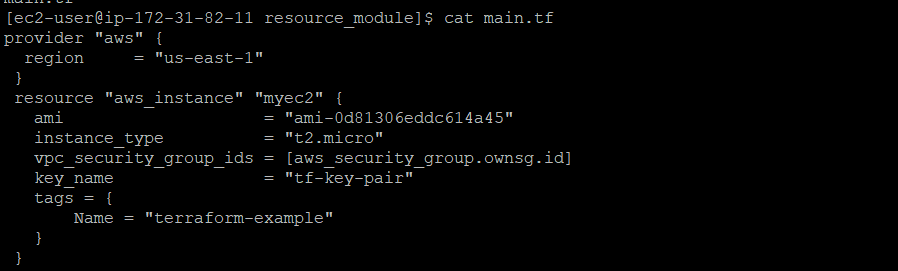 main.tf
[ec2-user@ip-172-31-82-11 resource_module]$ cat main.tf
provider "aws" {
  region     = "us-east-1"
 }
 resource "aws_instance" "myec2" {
   ami                    = "ami-0d81306eddc614a45"
   instance_type          = "t2.micro"
   vpc_security_group_ids = [aws_security_group.ownsg.id]
   key_name               = "tf-key-pair"
   tags = {
       Name = "terraform-example"
   }
 }